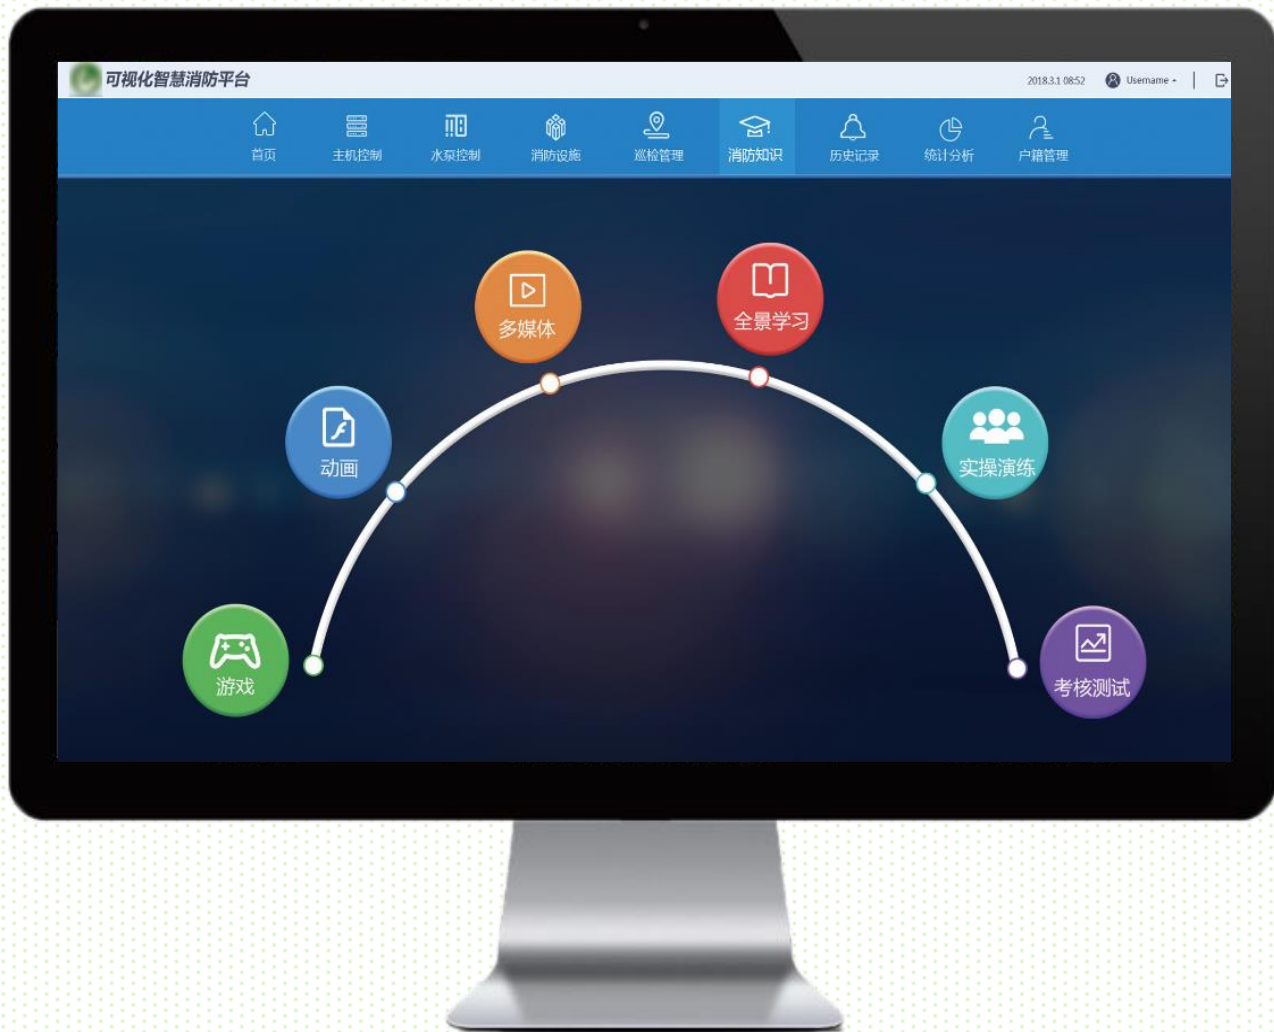 可视化智慧消防平台
2018.3.1 08:52 Username
首页 主机控制 水泵控制 消防设施 巡检管理 消防知识 历史记录 统计分析 户籍管理
多媒体
全景学习
动画
实操演练
游戏
考核测试